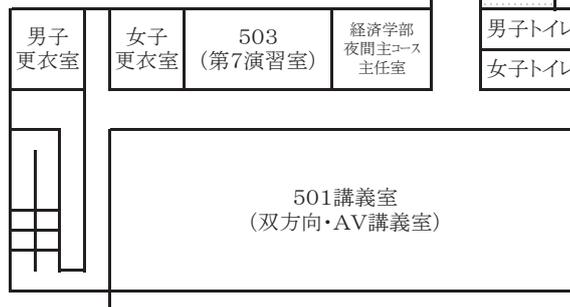 男子
更衣室
女子
更衣室
503
（第7演習室）
経済学部
夜間主コース
主任室
男子トイレ
女子トイレ
501講義室
（双方向・AV講義室）